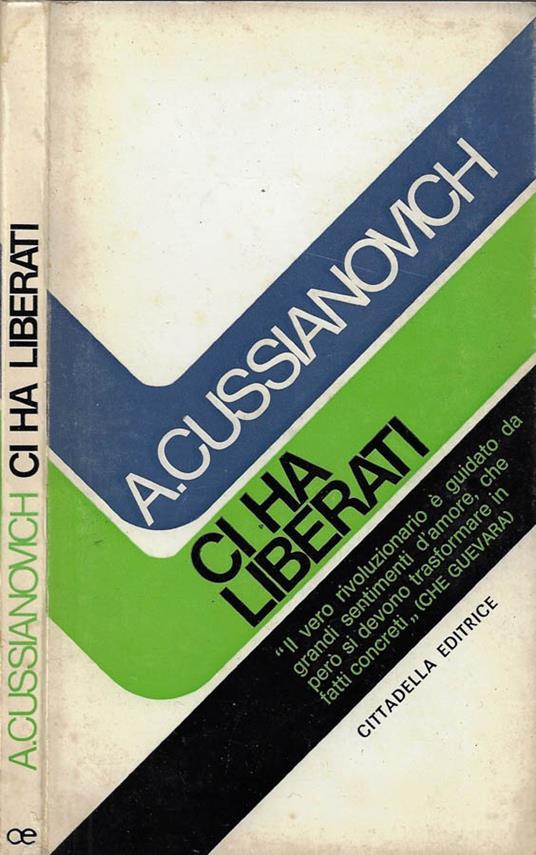 A.CUSSIANOVICH CI HA LIBERATI
A.CUSSIANOVICH
CI HA
LIBERATI
“Il vero rivoluzionario è guidato da
grandi sentimenti d’amore, che
però si devono trasformare in
fatti concreti„ (CHE GUEVARA)
CITTADELLA EDITRICE
ce